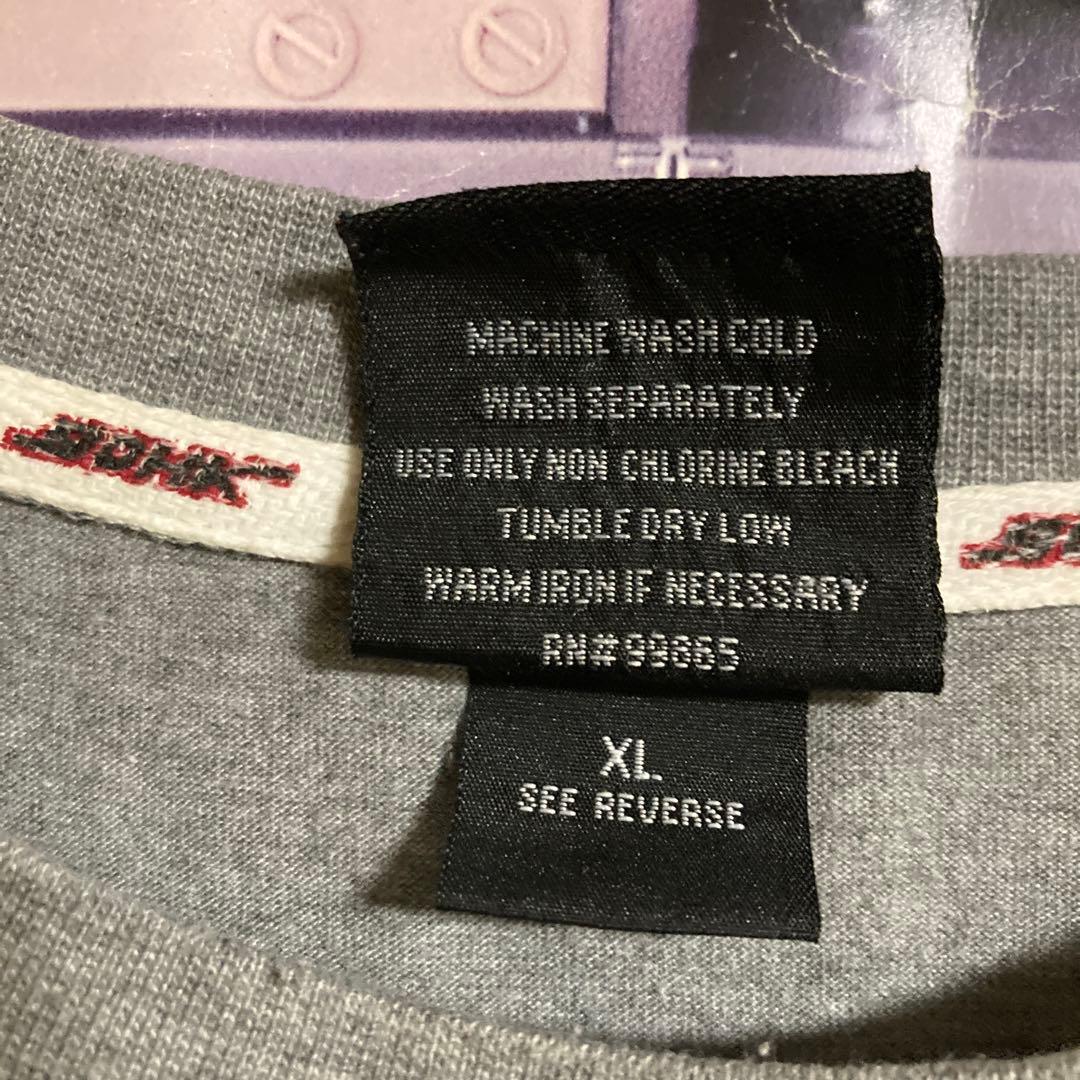 MACHINE WASH COLD
WASH SEPARATELY
USE ONLY NON CHLORINE BLEACH
TUMBLE DRY LOW
WARM IRON IF NECESSARY
RN#99665
XL
SEE REVERSE